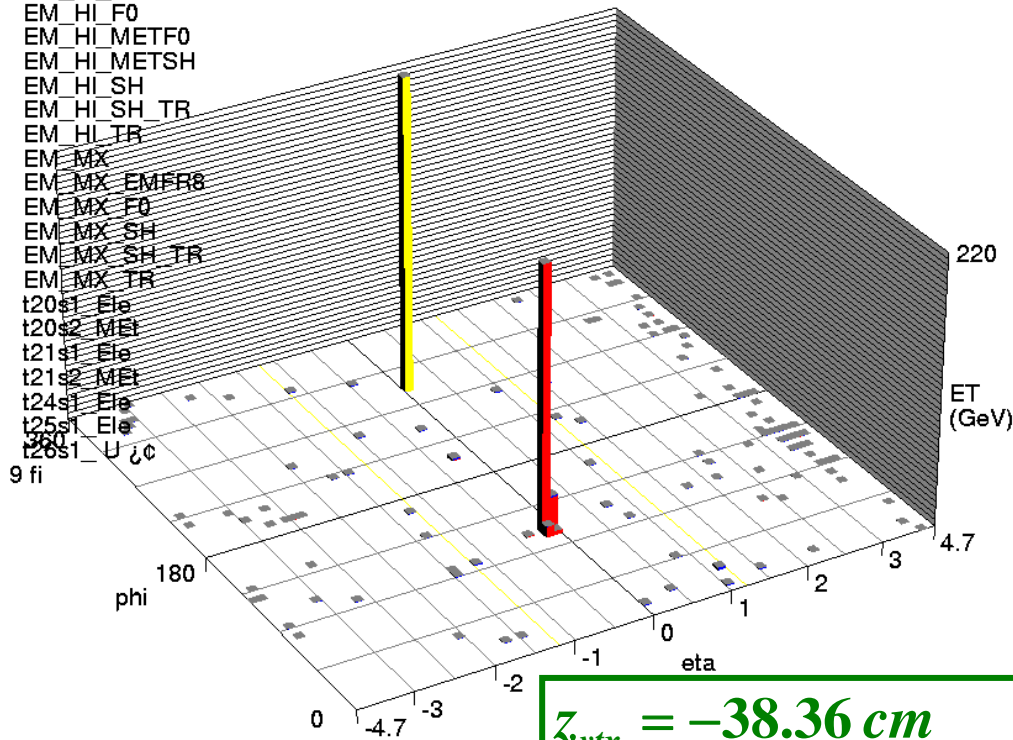 EM_HI_F0
EM_HI_METF0
EM_HI_METSH
EM_HI_SH
EM_HI_SH_TR
EM_HI_TR
EM_MX
EM_MX_EMFR8
EM_MX_F0
EM_MX_SH
EM_MX_SH_TR
EM_MX_TR
t20s1_Ele
t20s2_MEt
t21s1_Ele
t21s2_MEt
t24s1_Ele
t25s1_Ele
360
t26s1_ U ¿¢
9 fi
220
ET
(GeV)
180
phi
0
-4.7
-3
-2
-1
0
1
2
3
4.7
eta
z_vtx = −38.36 cm